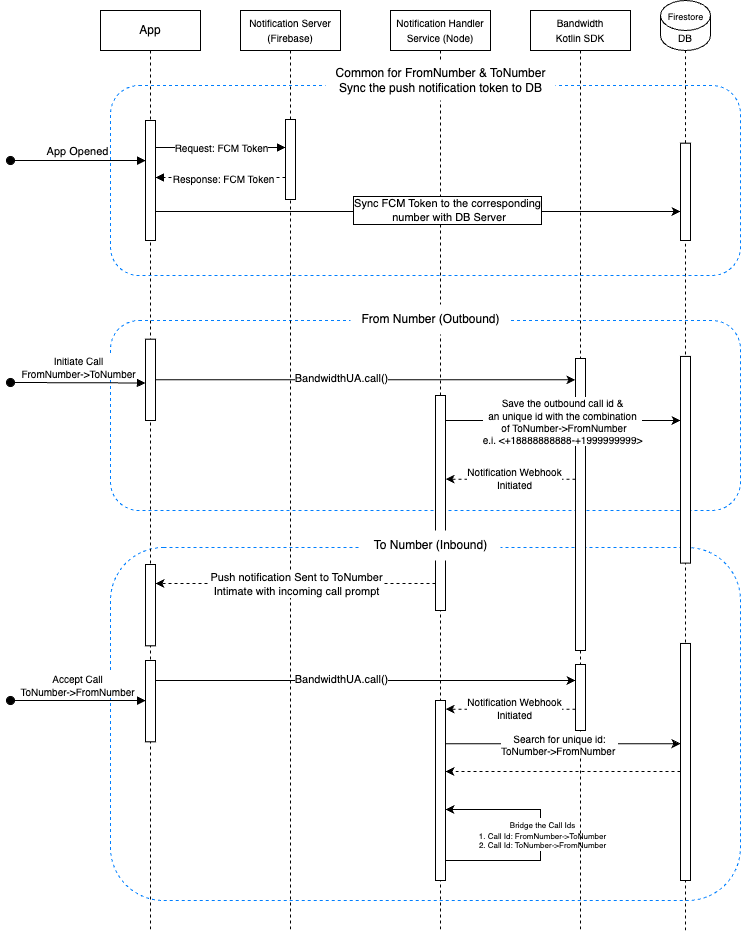 App
Notification Server
(Firebase)
Notification Handler
Service (Node)
Bandwidth
Kotlin SDK
Firestore
DB
Common for FromNumber & ToNumber
Sync the push notification token to DB
App Opened
Request: FCM Token
Response: FCM Token
Sync FCM Token to the corresponding
number with DB Server
From Number (Outbound)
Initiate Call
FromNumber->ToNumber
BandwidthUA.call()
Save the outbound call id &
an unique id with the combination
of ToNumber->FromNumber
e.i. <+18888888888-+1999999999>
Notification Webhook
Initiated
To Number (Inbound)
Push notification Sent to ToNumber
Intimate with incoming call prompt
Accept Call
ToNumber->FromNumber
BandwidthUA.call()
Notification Webhook
Initiated
Search for unique id:
ToNumber->FromNumber
Bridge the Call Ids
1. Call Id: FromNumber->ToNumber
2. Call Id: ToNumber->FromNumber